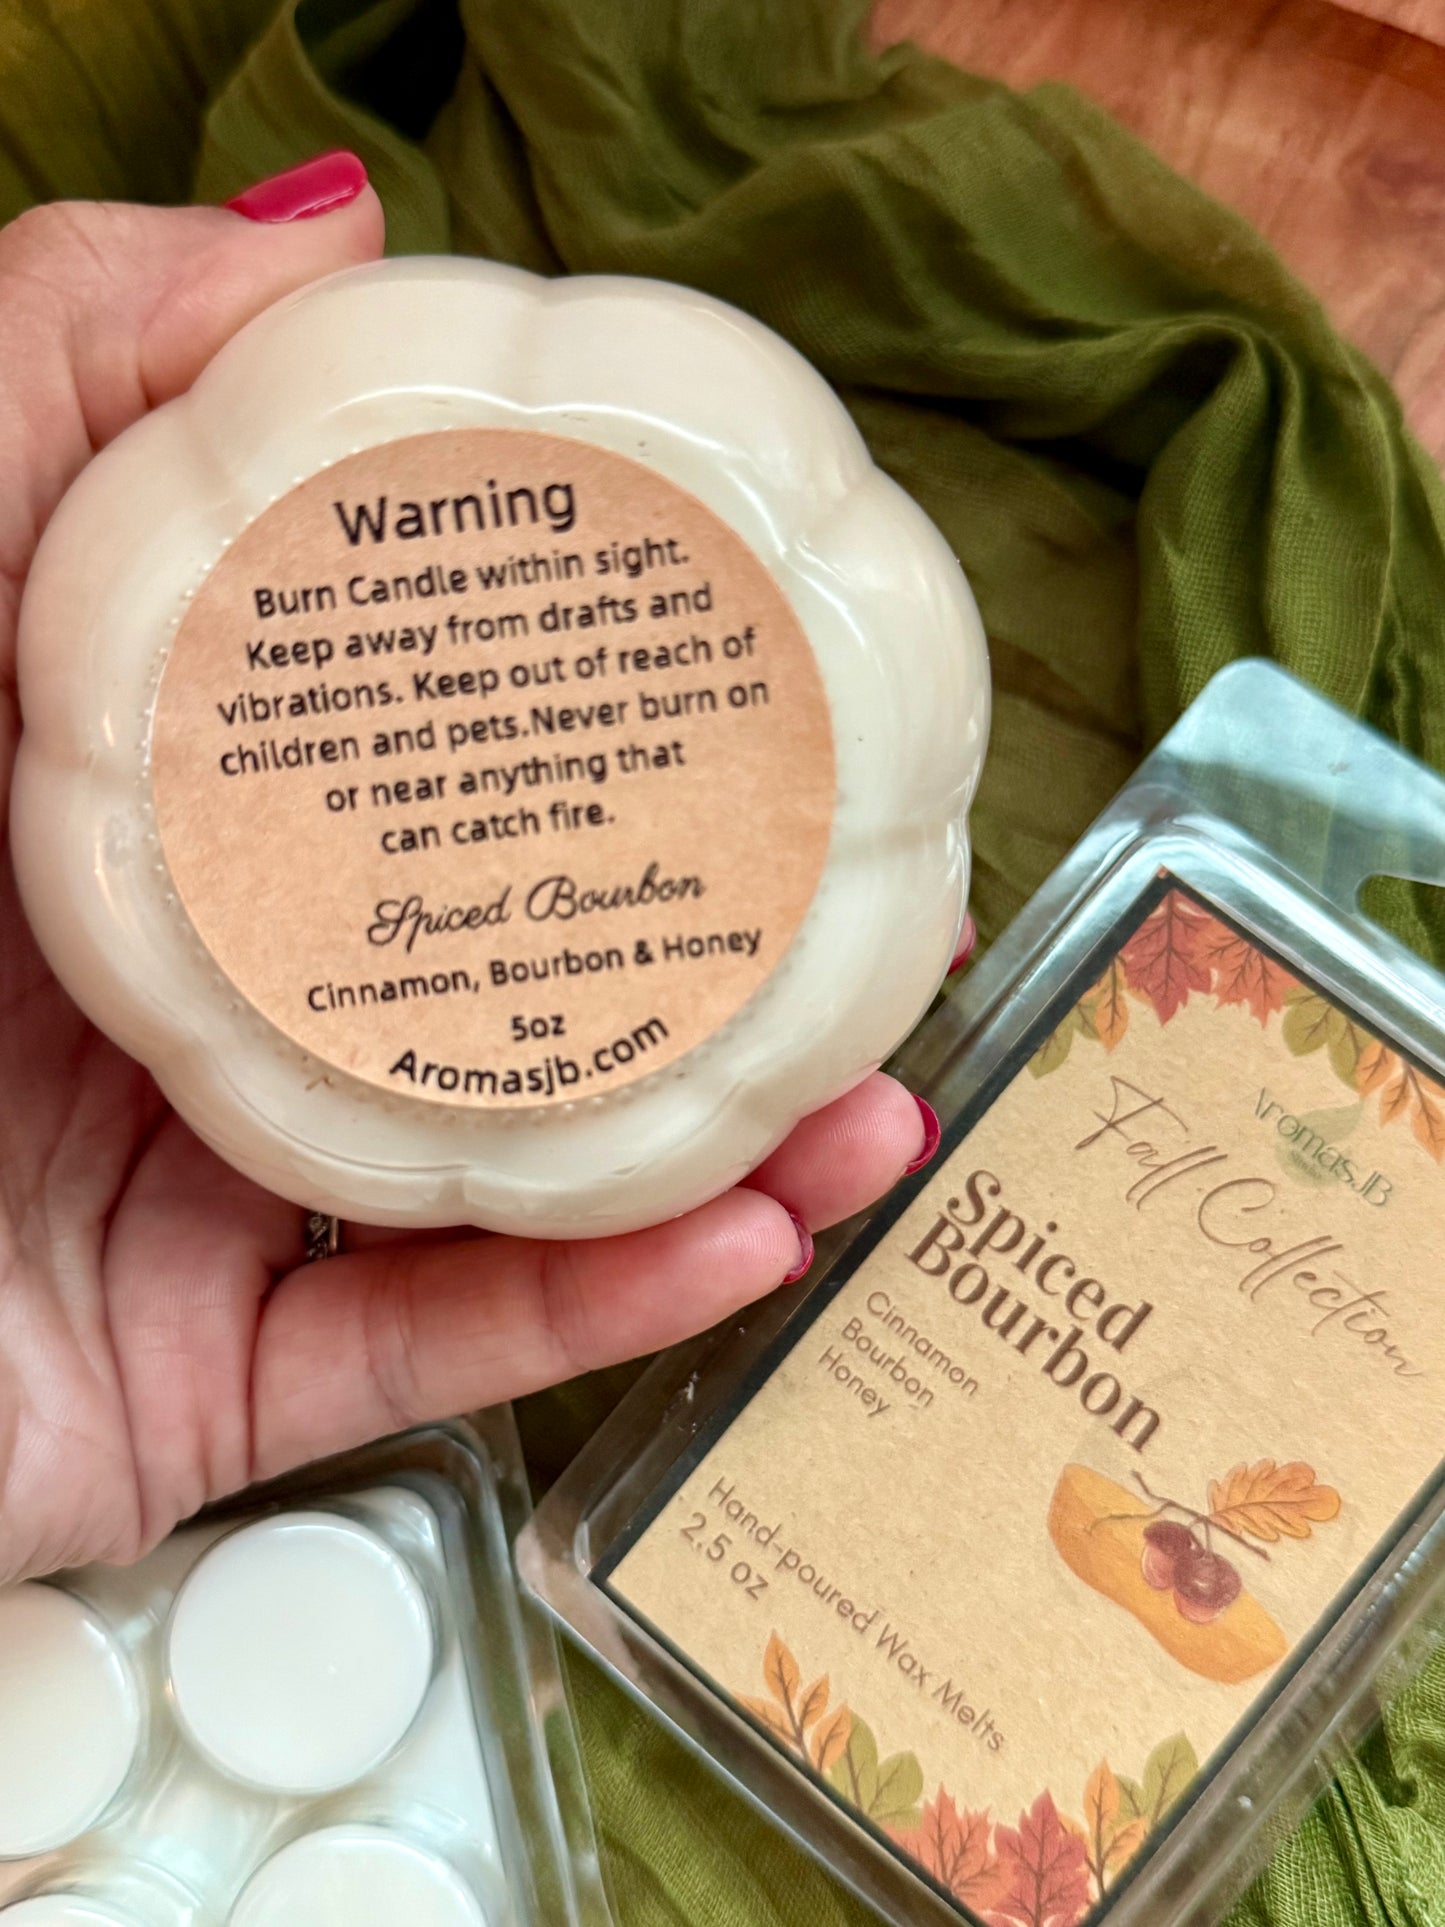 Warning
Burn Candle within sight.
Keep away from drafts and
vibrations. Keep out of reach of
children and pets.Never burn on
or near anything that
can catch fire.
Spiced Bourbon
Cinnamon, Bourbon & Honey
5oz
Aromasjb.com
AromasJB
Fall Collection
Spiced
Bourbon
Cinnamon
Bourbon
Honey
Hand-poured Wax Melts
2.5 oz